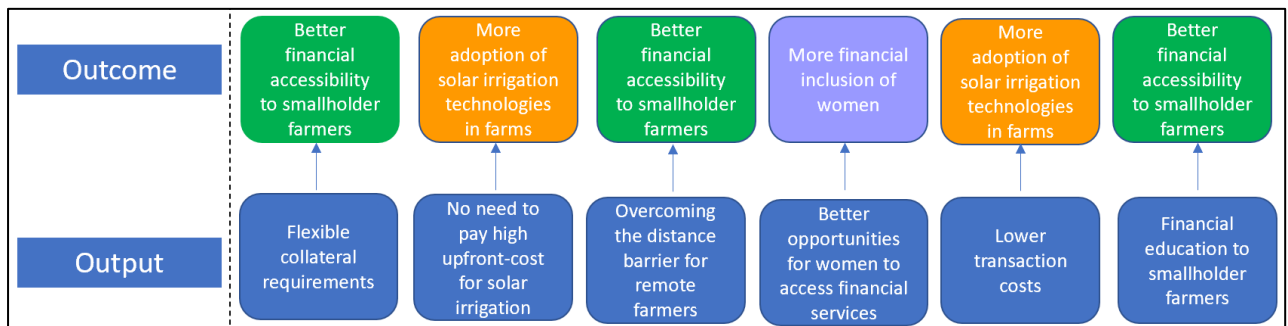 Outcome
Better
financial
accessibility
to smallholder
farmers
More
adoption of
solar irrigation
technologies
in farms
Better
financial
accessibility
to smallholder
farmers
More financial
inclusion of
women
More
adoption of
solar irrigation
technologies
in farms
Better
financial
accessibility
to smallholder
farmers
Output
Flexible
collateral
requirements
No need to
pay high
upfront-cost
for solar
irrigation
Overcoming
the distance
barrier for
remote
farmers
Better
opportunities
for women to
access financial
services
Lower
transaction
costs
Financial
education to
smallholder
farmers